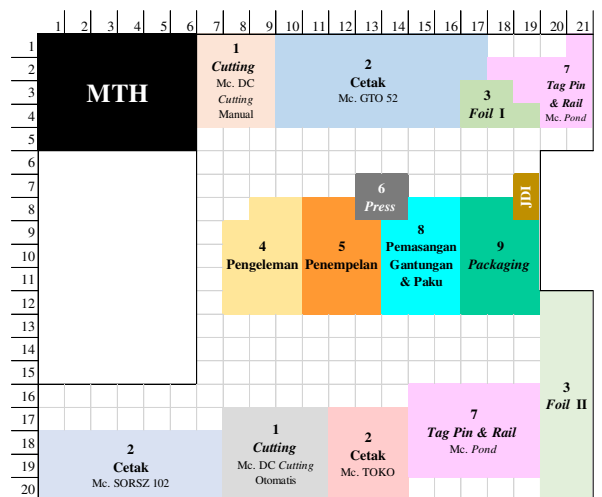 1 2 3 4 5 6 7 8 9 10 11 12 13 14 15 16 17 18 19 20 21
1
2
3
4
5
6
7
8
9
10
11
12
13
14
15
16
17
18
19
20
MTH
1
Cutting
Mc. DC
Cutting
Manual
2
Cetak
Mc. GTO 52
3
Foil I
7
Tag Pin
& Rail
Mc. Pond
6
Press
JDI
4
Pengeleman
5
Penempelan
8
Pemasangan
Gantungan
& Paku
9
Packaging
3
Foil II
2
Cetak
Mc. SORSZ 102
1
Cutting
Mc. DC Cutting
Otomatis
2
Cetak
Mc. TOKO
7
Tag Pin & Rail
Mc. Pond